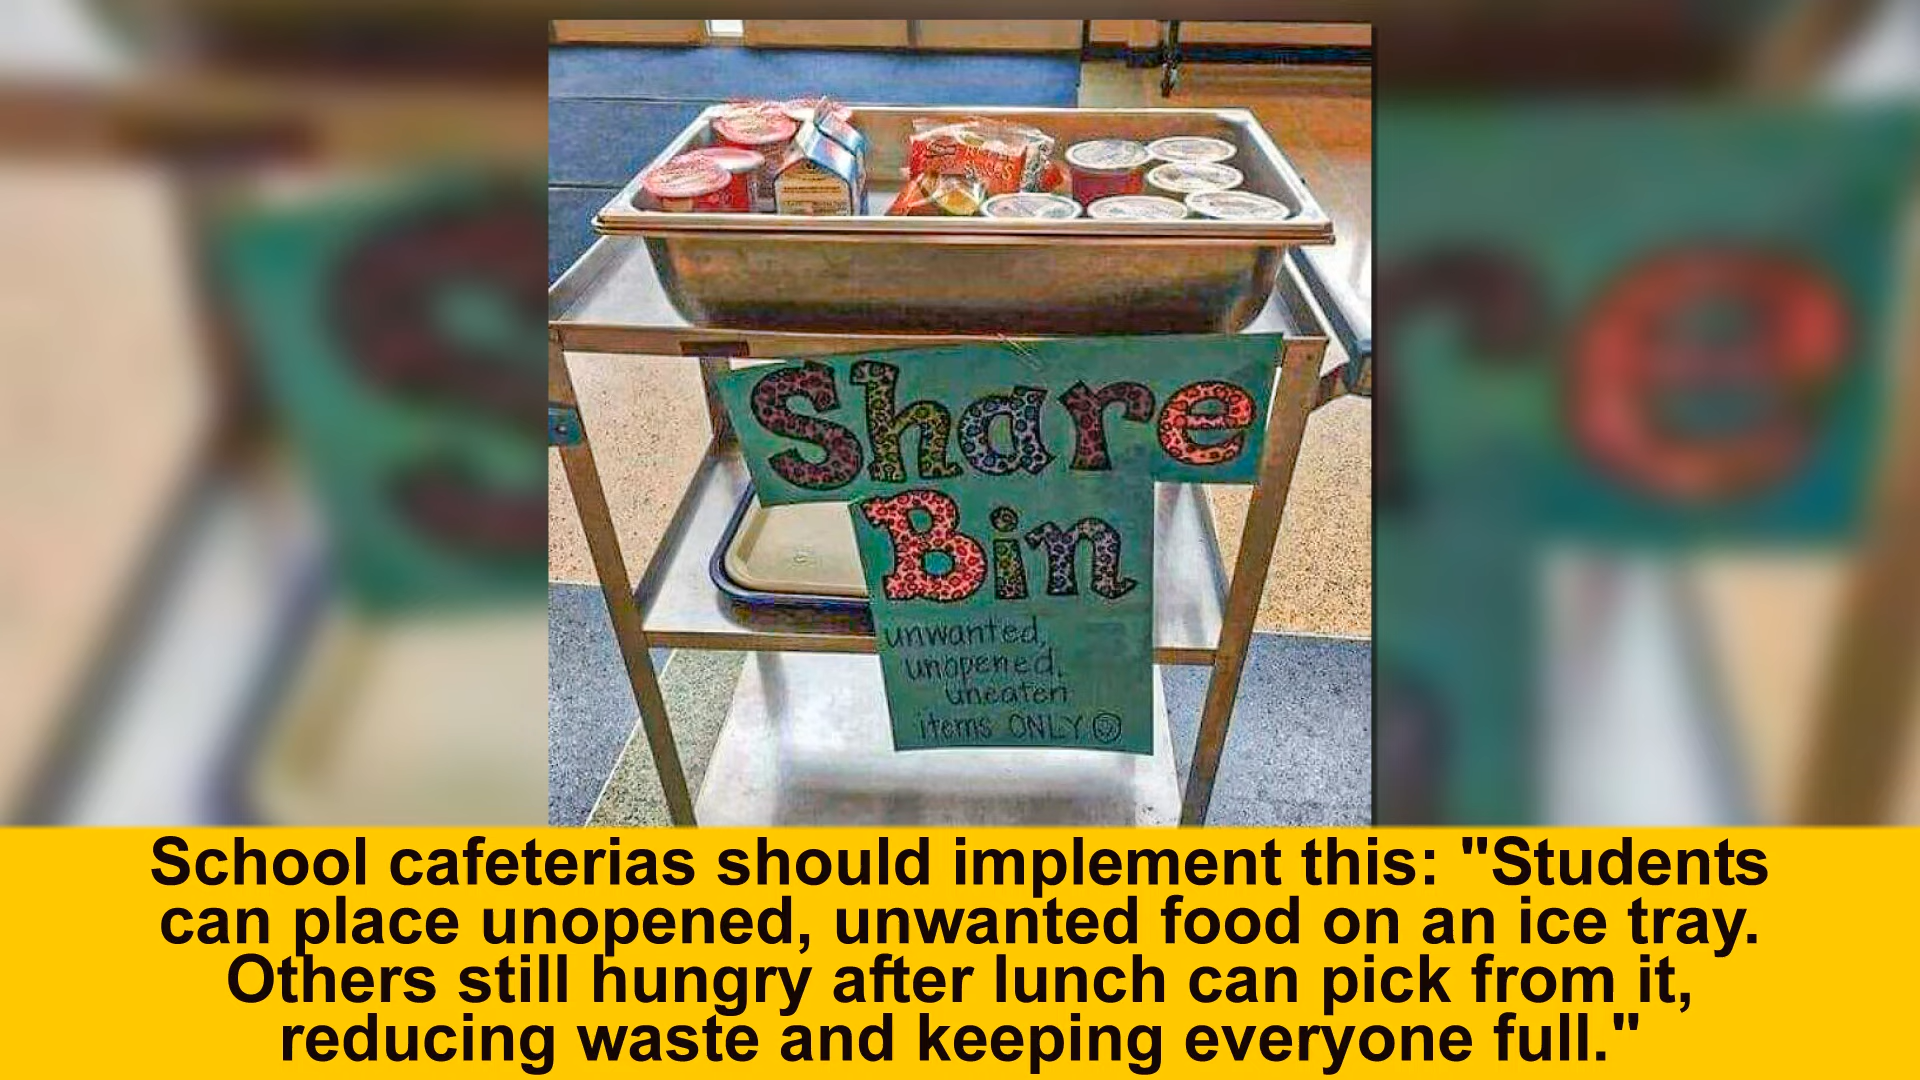 Share
Bin
unwanted,
unopened,
uneaten
items ONLY
School cafeterias should implement this: "Students
can place unopened, unwanted food on an ice tray.
Others still hungry after lunch can pick from it,
reducing waste and keeping everyone full."